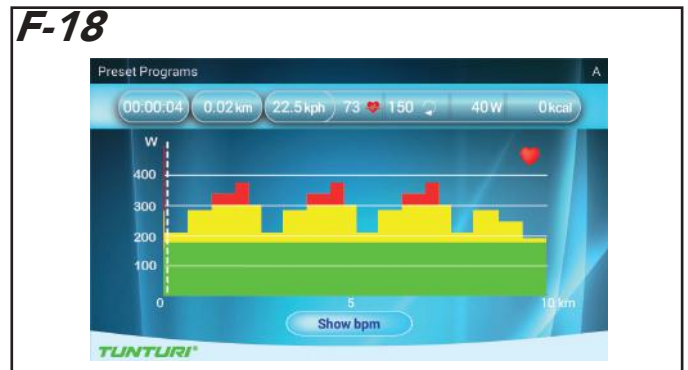 F-18
Preset Programs A
00:00:04 0.02 km 22.5 kph 73 150 40 W 0 kcal
W
400
300
200
100
0 5 10 km
Show bpm
TUNTURI®